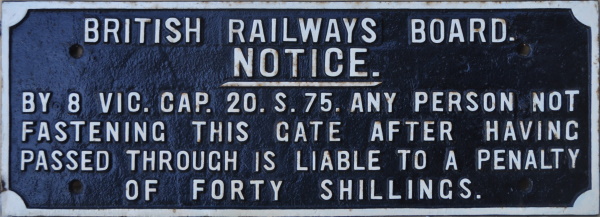 BRITISH RAILWAYS BOARD.
NOTICE.
BY 8 VIC. CAP. 20. S. 75. ANY PERSON NOT
FASTENING THIS GATE AFTER HAVING
PASSED THROUGH IS LIABLE TO A PENALTY
OF FORTY SHILLINGS.